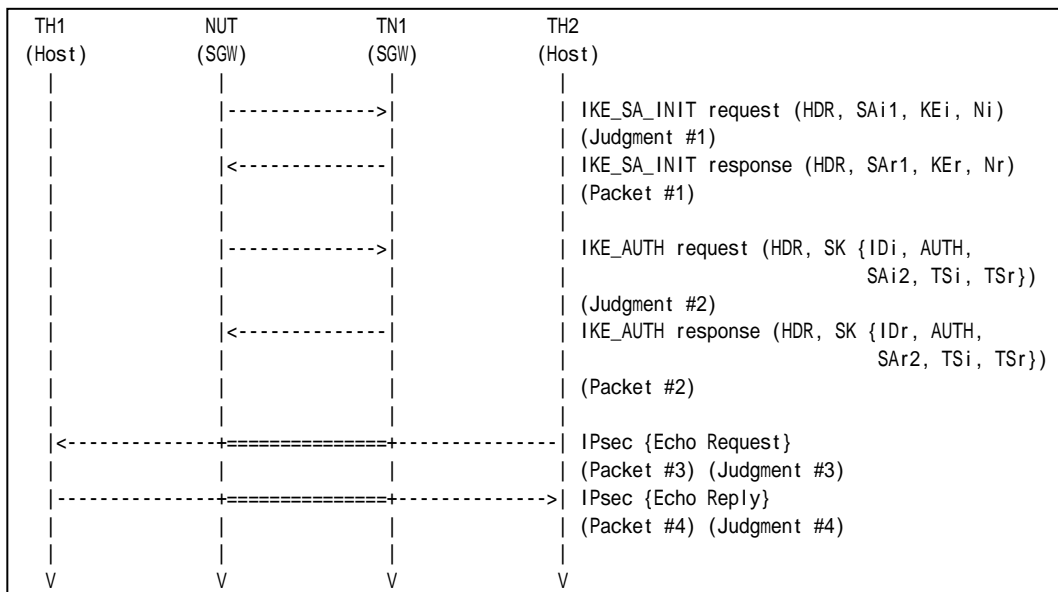 TH1 NUT TN1 TH2
(Host) (SGW) (SGW) (Host)
| | | |
| |-------------->| | IKE_SA_INIT request (HDR, SAi1, KEi, Ni)
| | | | (Judgment #1)
| |<--------------| | IKE_SA_INIT response (HDR, SAr1, KEr, Nr)
| | | | (Packet #1)
| | | |
| |-------------->| | IKE_AUTH request (HDR, SK {IDi, AUTH,
| | | | SAi2, TSi, TSr})
| | | | (Judgment #2)
| |<--------------| | IKE_AUTH response (HDR, SK {IDr, AUTH,
| | | | SAr2, TSi, TSr})
| | | | (Packet #2)
| | | |
|<--------------+==============+--------------| IPsec {Echo Request}
| | | | (Packet #3) (Judgment #3)
|--------------+==============+-------------->| IPsec {Echo Reply}
| | | | (Packet #4) (Judgment #4)
| | | |
V V V V